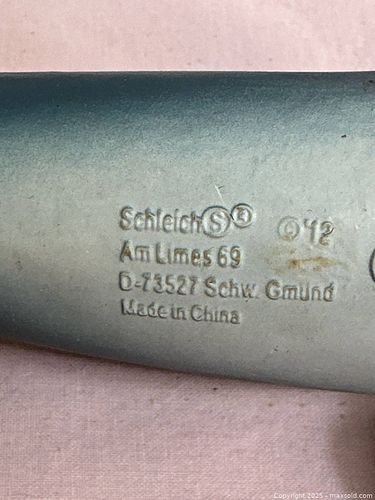 Schleich S ® © '12
Am Limes 69
D-73527 Schw. Gmünd
Made in China
Copyright 2025 - maxsold.com